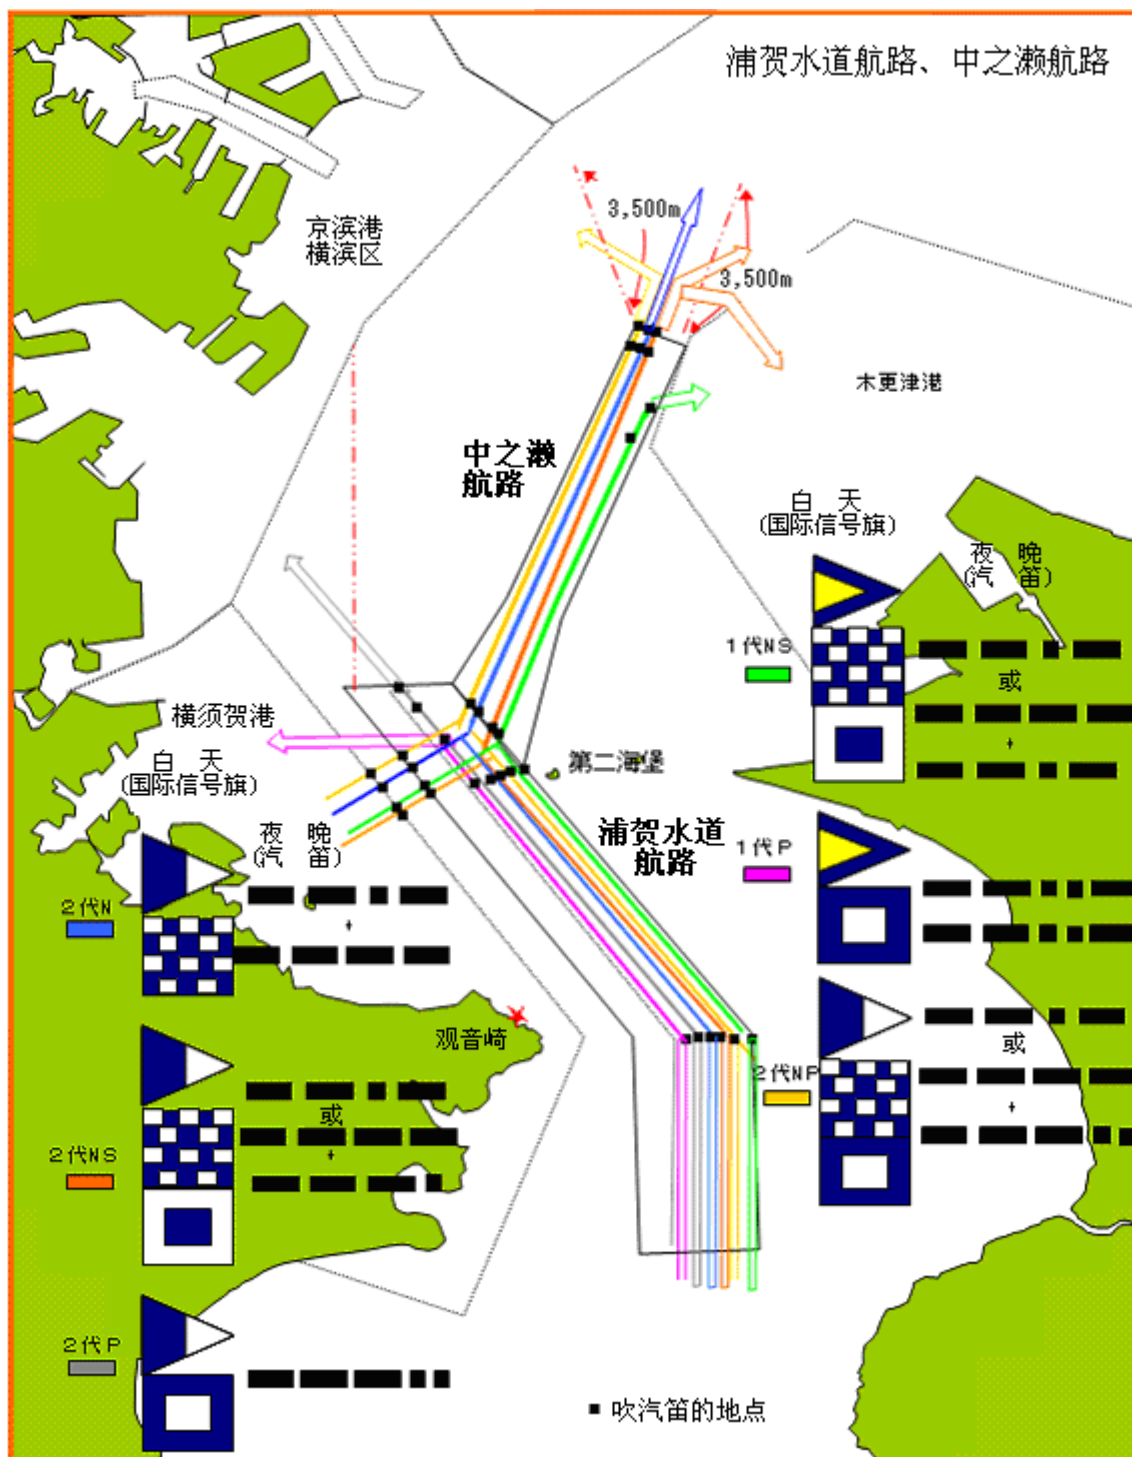 浦贺水道航路、中之濑航路
3,500m
3,500m
京滨港
横滨区
木更津港
中之濑
航路
白 天
(国际信号旗)
夜 晚
(汽 笛)
1代NS
或
+
横须贺港
白 天
(国际信号旗)
第二海堡
夜 晚
(汽 笛)
浦贺水道
航路
1代P
2代N
+
观音崎
或
2代NP
+
或
2代NS
+
2代P
■ 吹汽笛的地点